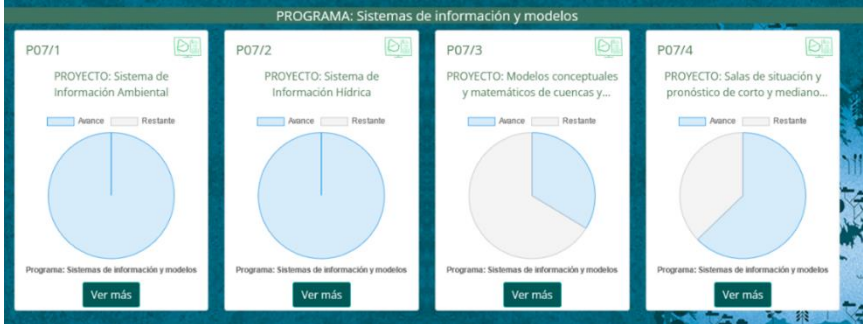 PROGRAMA: Sistemas de información y modelos
P07/1
PROYECTO: Sistema de
Información Ambiental
Avance Restante
Programa: Sistemas de información y modelos
Ver más
P07/2
PROYECTO: Sistema de
Información Hídrica
Avance Restante
Programa: Sistemas de información y modelos
Ver más
P07/3
PROYECTO: Modelos conceptuales
y matemáticos de cuencas y...
Avance Restante
Programa: Sistemas de información y modelos
Ver más
P07/4
PROYECTO: Salas de situación y
pronóstico de corto y mediano...
Avance Restante
Programa: Sistemas de información y modelos
Ver más